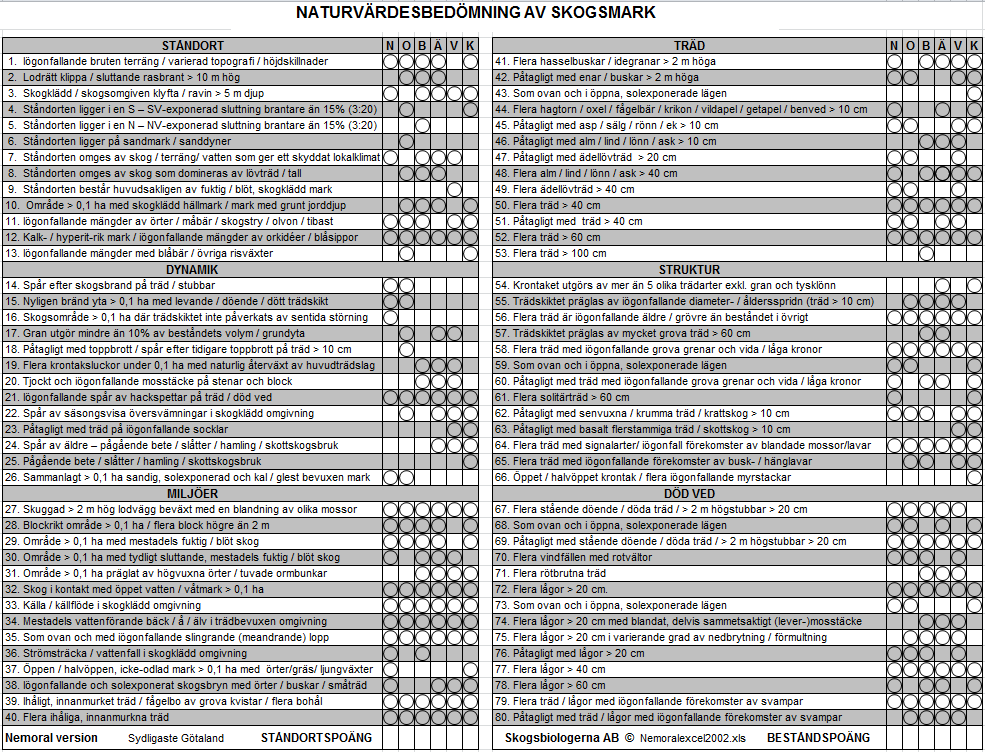 NATURVÄRDESBEDÖMNING AV SKOGSMARK
STÅNDORT N O B Ä V K
1. Iögonfallande bruten terräng / varierad topografi / höjdskillnader
2. Lodrätt klippa / sluttande rasbrant > 10 m hög
3. Skogklädd / skogsomgiven klyfta / ravin > 5 m djup
4. Ståndorten ligger i en S – SV-exponerad sluttning brantare än 15% (3:20)
5. Ståndorten ligger i en N – NV-exponerad sluttning brantare än 15% (3:20)
6. Ståndorten ligger på sandmark / sanddyner
7. Ståndorten omges av skog / terräng/ vatten som ger ett skyddat lokalklimat
8. Ståndorten omges av skog som domineras av lövträd / tall
9. Ståndorten består huvudsakligen av fuktig / blöt, skogklädd mark
10. Område > 0,1 ha med skogklädd hällmark / mark med grunt jorddjup
11. Iögonfallande mängder av örter / måbär / skogstry / olvon / tibast
12. Kalk- / hyperit-rik mark / iögonfallande mängder av orkidéer / blåsippor
13. Iögonfallande mängder med blåbär / övriga risväxter
DYNAMIK
14. Spår efter skogsbrand på träd / stubbar
15. Nyligen bränd yta > 0,1 ha med levande / döende / dött trädskikt
16. Skogsområde > 0,1 ha där trädskiktet inte påverkats av sentida störning
17. Gran utgör mindre än 10% av beståndets volym / grundyta
18. Påtagligt med toppbrott / spår efter tidigare toppbrott på träd > 10 cm
19. Flera krontaksluckor under 0,1 ha med naturlig återväxt av huvudträdslag
20. Tjockt och iögonfallande mosstäcke på stenar och block
21. Iögonfallande spår av hackspettar på träd / död ved
22. Spår av säsongsvisa översvämningar i skogklädd omgivning
23. Påtagligt med träd på iögonfallande socklar
24. Spår av äldre – pågående bete / slåtter / hamling / skottskogsbruk
25. Pågående bete / slåtter / hamling / skottskogsbruk
26. Sammanlagt > 0,1 ha sandig, solexponerad och kal / glest bevuxen mark
MILJÖER
27. Skuggad > 2 m hög lodvägg beväxt med en blandning av olika mossor
28. Blockrikt område > 0,1 ha / flera block högre än 2 m
29. Område > 0,1 ha med mestadels fuktig / blöt skog
30. Område > 0,1 ha med tydligt sluttande, mestadels fuktig / blöt skog
31. Område > 0,1 ha präglat av högvuxna örter / tuvade ormbunkar
32. Skog i kontakt med öppet vatten / våtmark > 0,1 ha
33. Källa / källflöde i skogklädd omgivning
34. Mestadels vattenförande bäck / å / älv i trädbevuxen omgivning
35. Som ovan och med iögonfallande slingrande (meandrande) lopp
36. Strömsträcka / vattenfall i skogklädd omgivning
37. Öppen / halvöppen, icke-odlad mark > 0,1 ha med örter/gräs/ ljungväxter
38. Iögonfallande och solexponerat skogsbryn med örter / buskar / småträd
39. Ihåligt, innanmurket träd / fågelbo av grova kvistar / flera bohål
40. Flera ihåliga, innanmurkna träd
Nemoral version Sydligaste Götaland STÅNDORTSPOÄNG
TRÄD N O B Ä V K
41. Flera hasselbuskar / idegranar > 2 m höga
42. Påtagligt med enar / buskar > 2 m höga
43. Som ovan och i öppna, solexponerade lägen
44. Flera hagtorn / oxel / fågelbär / krikon / vildapel / getapel / benved > 10 cm
45. Påtagligt med asp / sälg / rönn / ek > 10 cm
46. Påtagligt med alm / lind / lönn / ask > 10 cm
47. Påtagligt med ädellövträd > 20 cm
48. Flera alm / lind / lönn / ask > 40 cm
49. Flera ädellövträd > 40 cm
50. Flera träd > 40 cm
51. Påtagligt med träd > 40 cm
52. Flera träd > 60 cm
53. Flera träd > 100 cm
STRUKTUR
54. Krontaket utgörs av mer än 5 olika trädarter exkl. gran och tysklönn
55. Trädskiktet präglas av iögonfallande diameter- / åldersspridn (träd > 10 cm)
56. Flera träd är iögonfallande äldre / grövre än beståndet i övrigt
57. Trädskiktet präglas av mycket grova träd > 60 cm
58. Flera träd med iögonfallande grova grenar och vida / låga kronor
59. Som ovan och i öppna, solexponerade lägen
60. Påtagligt med träd med iögonfallande grova grenar och vida / låga kronor
61. Flera solitärträd > 60 cm
62. Påtagligt med senvuxna / krumma träd / krattskog > 10 cm
63. Påtagligt med basalt flerstammiga träd / skottskog > 10 cm
64. Flera träd med signalarter/ iögonfall förekomster av blandade mossor/lavar
65. Flera träd med iögonfallande förekomster av busk- / hänglavar
66. Öppet / halvöppet krontak / flera iögonfallande myrstackar
DÖD VED
67. Flera stående döende / döda träd / > 2 m högstubbar > 20 cm
68. Som ovan och i öppna, solexponerade lägen
69. Påtagligt med stående döende / döda träd / > 2 m högstubbar > 20 cm
70. Flera vindfällen med rotvältor
71. Flera rötbrutna träd
72. Flera lågor > 20 cm.
73. Som ovan och i öppna, solexponerade lägen
74. Flera lågor > 20 cm med blandat, delvis sammetsaktigt (lever-)mosstäcke
75. Flera lågor > 20 cm i varierande grad av nedbrytning / förmultning
76. Påtagligt med lågor > 20 cm
77. Flera lågor > 40 cm
78. Flera lågor > 60 cm
79. Flera träd / lågor med iögonfallande förekomster av svampar
80. Påtagligt med träd / lågor med iögonfallande förekomster av svampar
Skogsbiologerna AB © Nemoralexcel2002.xls BESTÅNDSPOÄNG